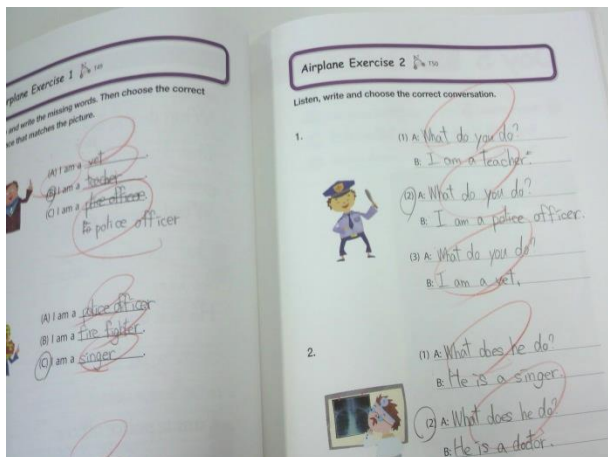 rplane Exercise 1 T49
and write the missing words. Then choose the correct
ce that matches the picture.
(A) I am a vet.
(B) I am a teacher.
(C) I am a
police officer
(A) I am a police officer
(B) I am a fire fighter.
(C) I am a singer.
Airplane Exercise 2 T50
Listen, write and choose the correct conversation.
1.
(1) A: What do you do?
B: I am a teacher.
(2) A: What do you do?
B: I am a police officer.
(3) A: What do you do?
B: I am a vet.
2.
(1) A: What does he do?
B: He is a singer.
(2) A: What does he do?
B: He is a doctor.